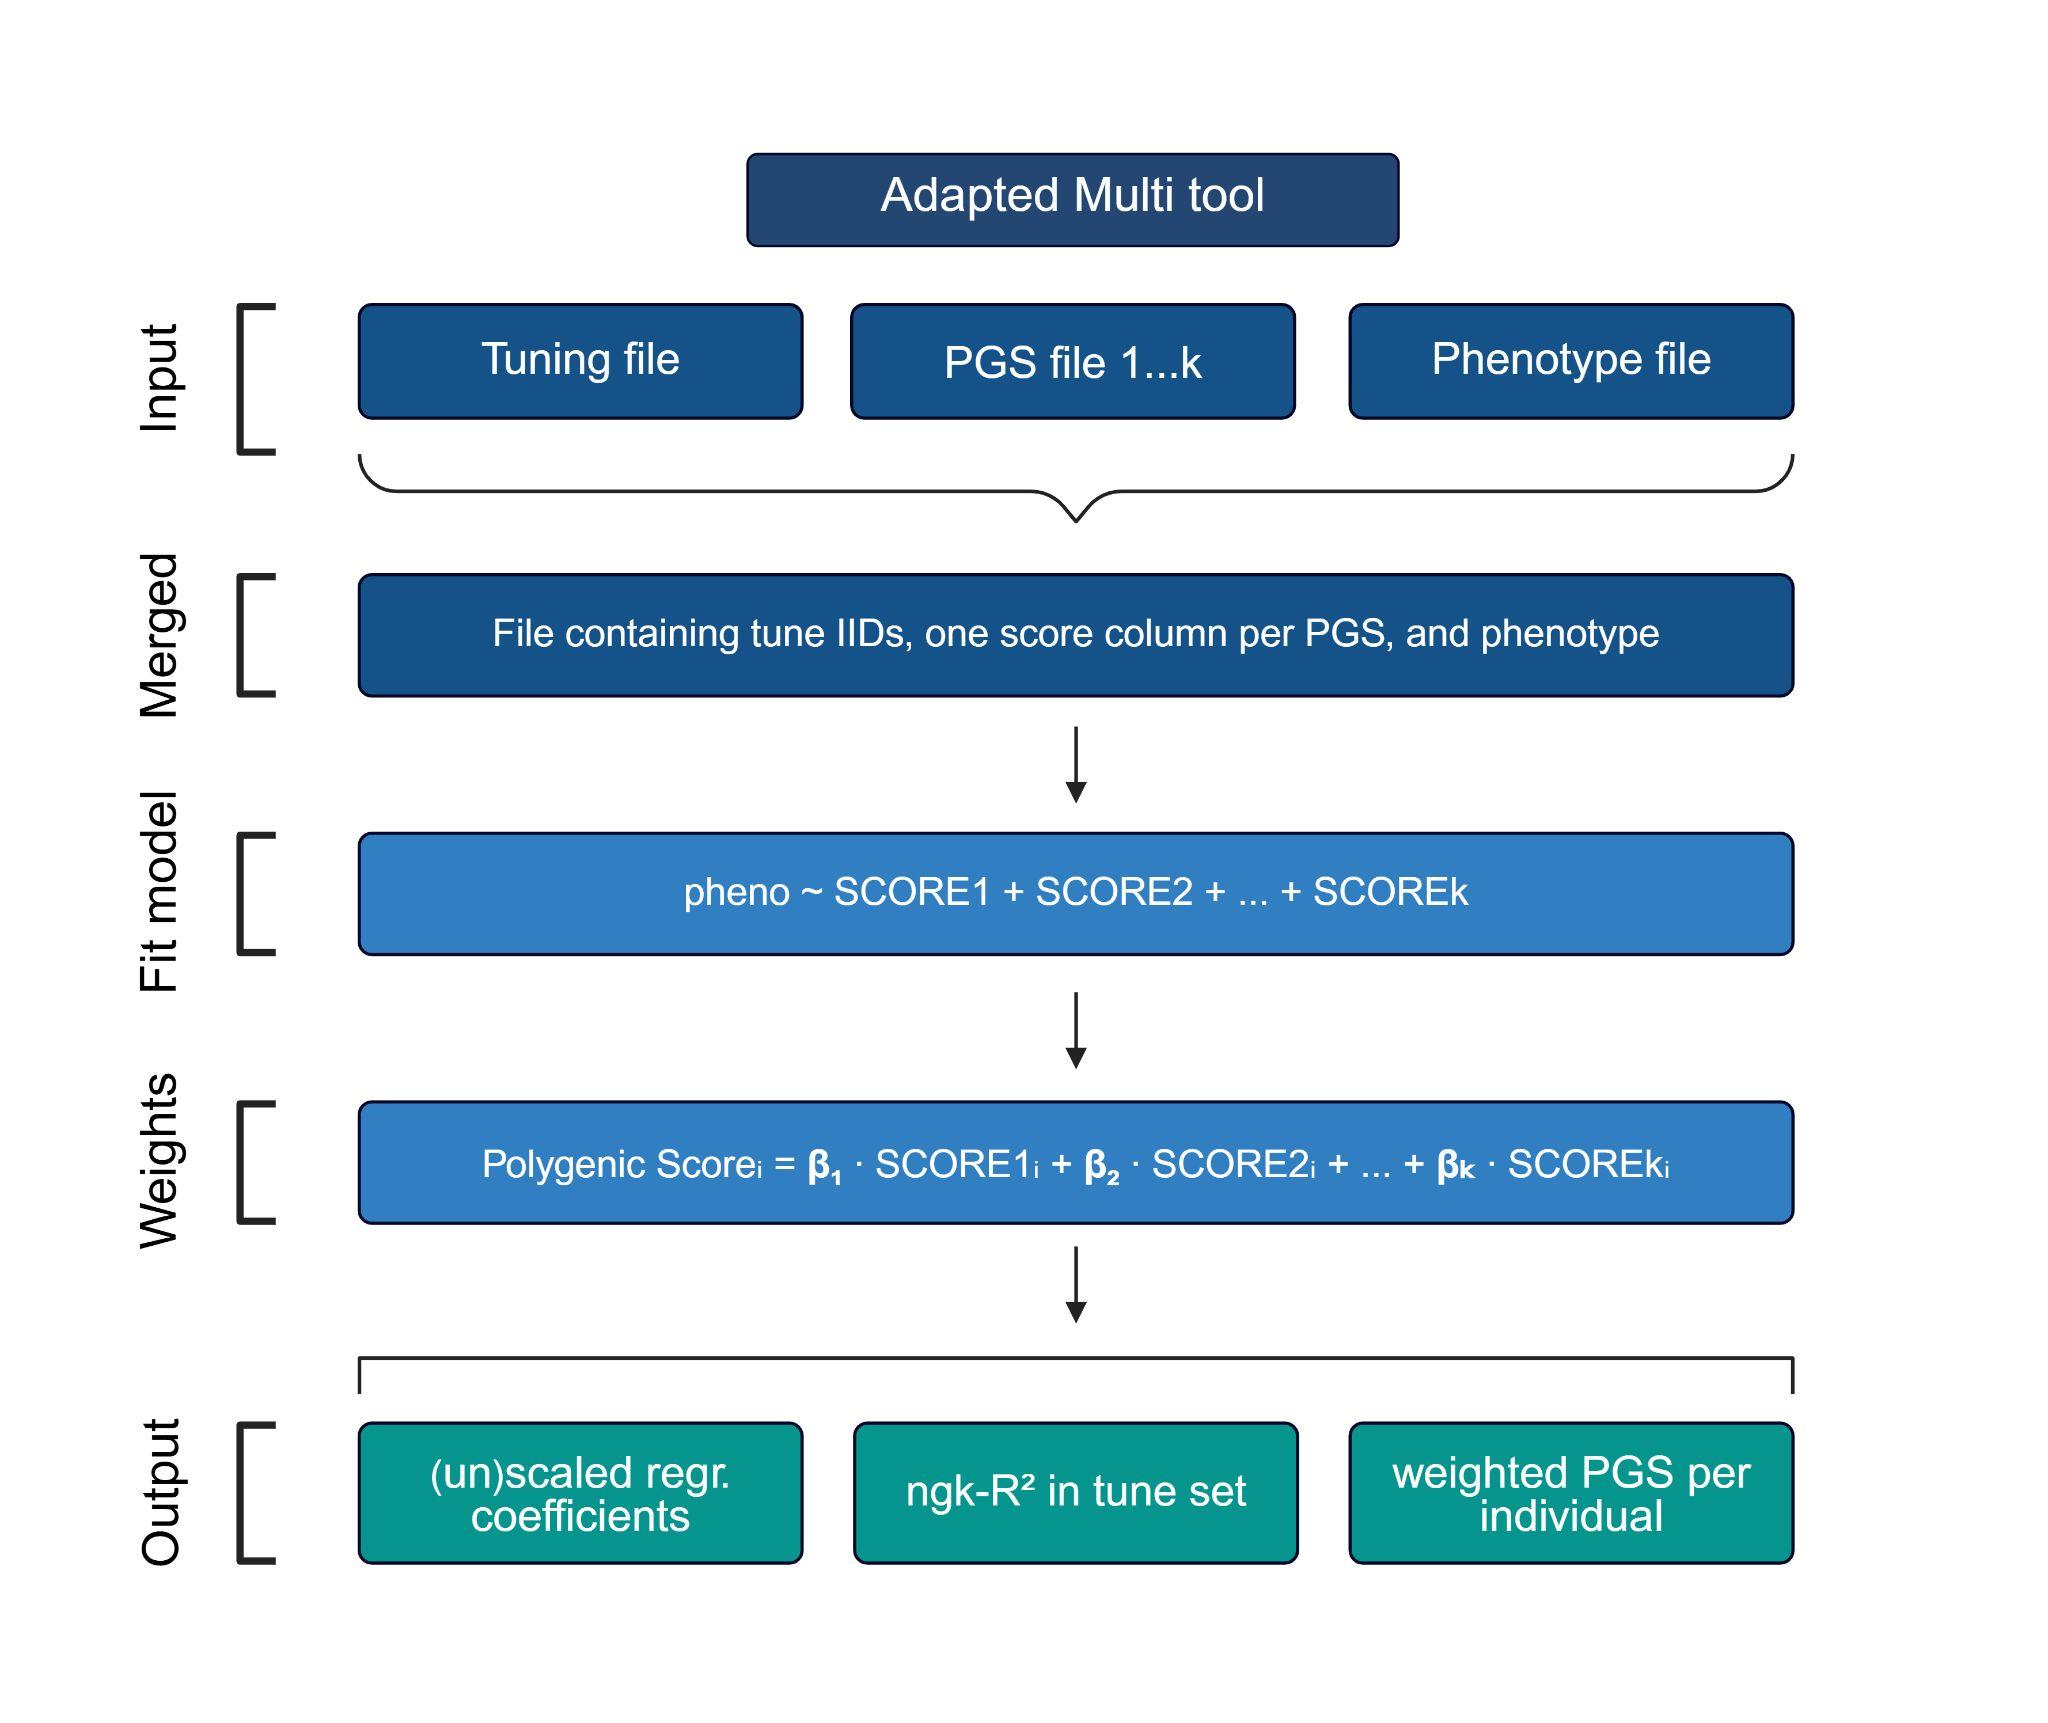 Adapted Multi tool
Input
Tuning file
PGS file 1...k
Phenotype file
Merged
File containing tune IIDs, one score column per PGS, and phenotype
Fit model
pheno ~ SCORE1 + SCORE2 + ... + SCOREk
Weights
Polygenic Scoreᵢ = β₁ · SCORE1ᵢ + β₂ · SCORE2ᵢ + ... + βₖ · SCOREkᵢ
Output
(un)scaled regr.
coefficients
ngk-R² in tune set
weighted PGS per
individual